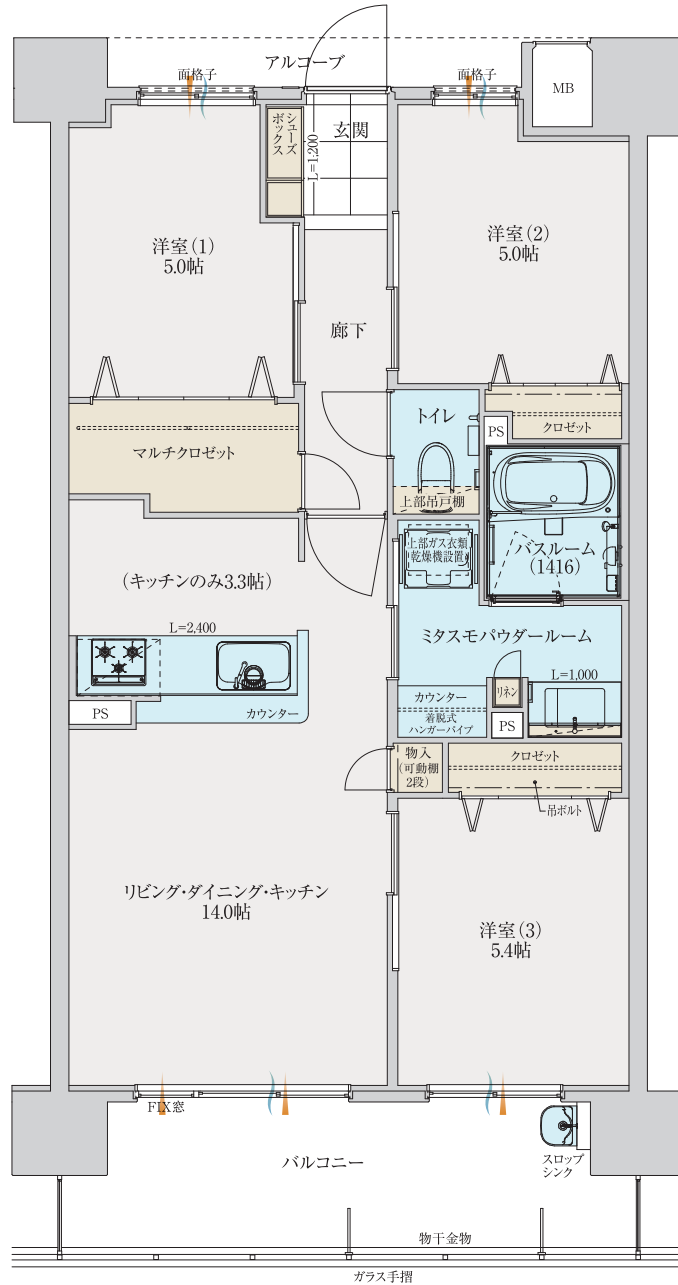 アルコーブ
面格子
面格子
MB
シューズ
ボックス
L=1,200
玄関
洋室(1)
5.0帖
洋室(2)
5.0帖
廊下
トイレ
PS
クロゼット
マルチクロゼット
上部吊戸棚
上部ガス衣類
乾燥機設置
バスルーム
(1416)
(キッチンのみ3.3帖)
L=2,400
ミタスモパウダールーム
L=1,000
リネン
カウンター
着脱式
ハンガーパイプ
PS
PS
カウンター
物入
(可動棚
2段)
クロゼット
吊ボルト
リビング・ダイニング・キッチン
14.0帖
洋室(3)
5.4帖
FIX窓
バルコニー
スロップ
シンク
物干金物
ガラス手摺